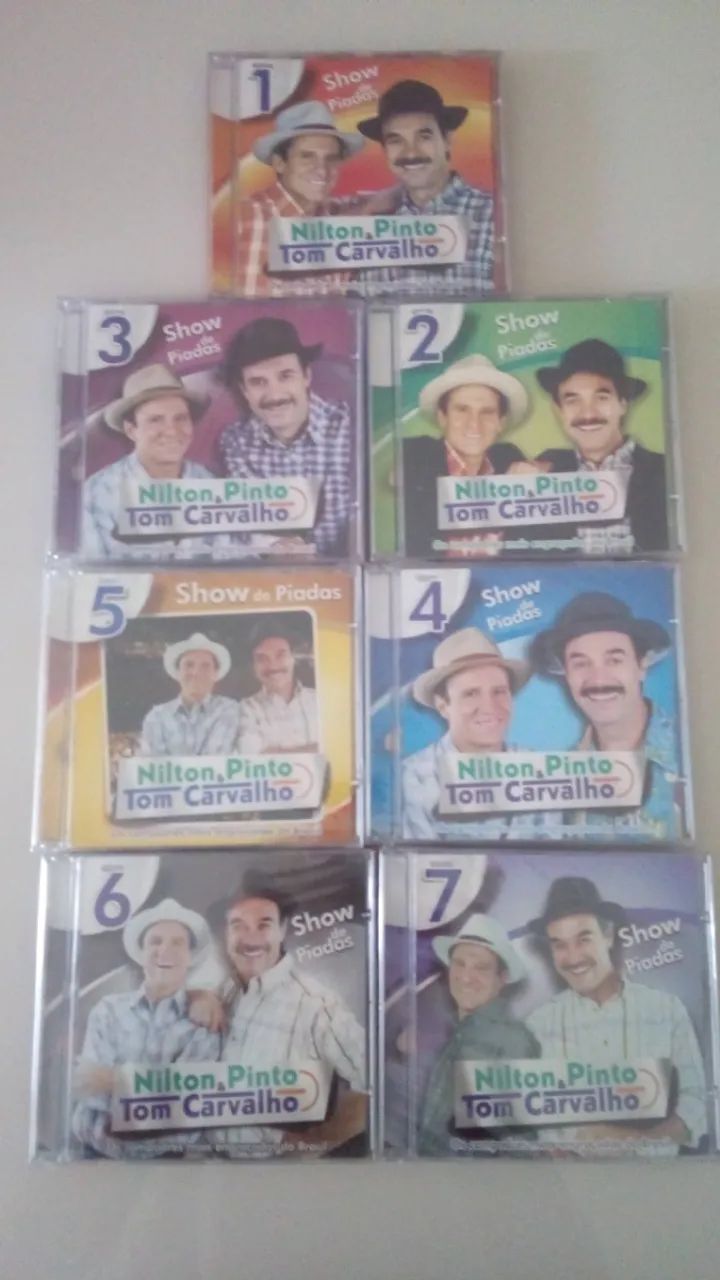 1
Show
de
Piadas
Nilton & Pinto
Tom Carvalho
3
Show
de
Piadas
Nilton & Pinto
Tom Carvalho
2
Show
de
Piadas
Nilton & Pinto
Tom Carvalho
5
Show de Piadas
Nilton & Pinto
Tom Carvalho
4
Show
de
Piadas
Nilton & Pinto
Tom Carvalho
6
Show
de
Piadas
Nilton & Pinto
Tom Carvalho
do Brasil
7
Show
de
Piadas
Nilton & Pinto
Tom Carvalho